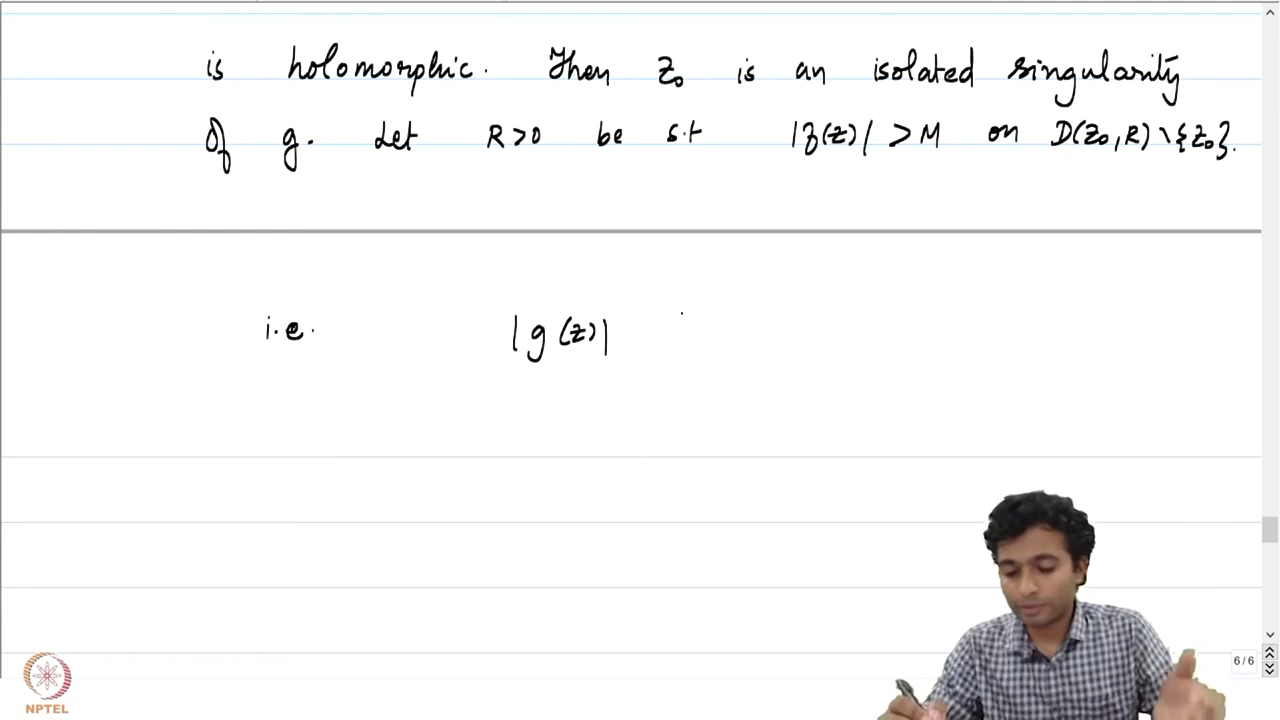 is holomorphic. Then z₀ is an isolated singularity
of g. Let R>0 be s.t |f(z)| > M on D(z₀,R) \ {z₀}.
i.e. |g(z)|
6 / 6
NPTEL